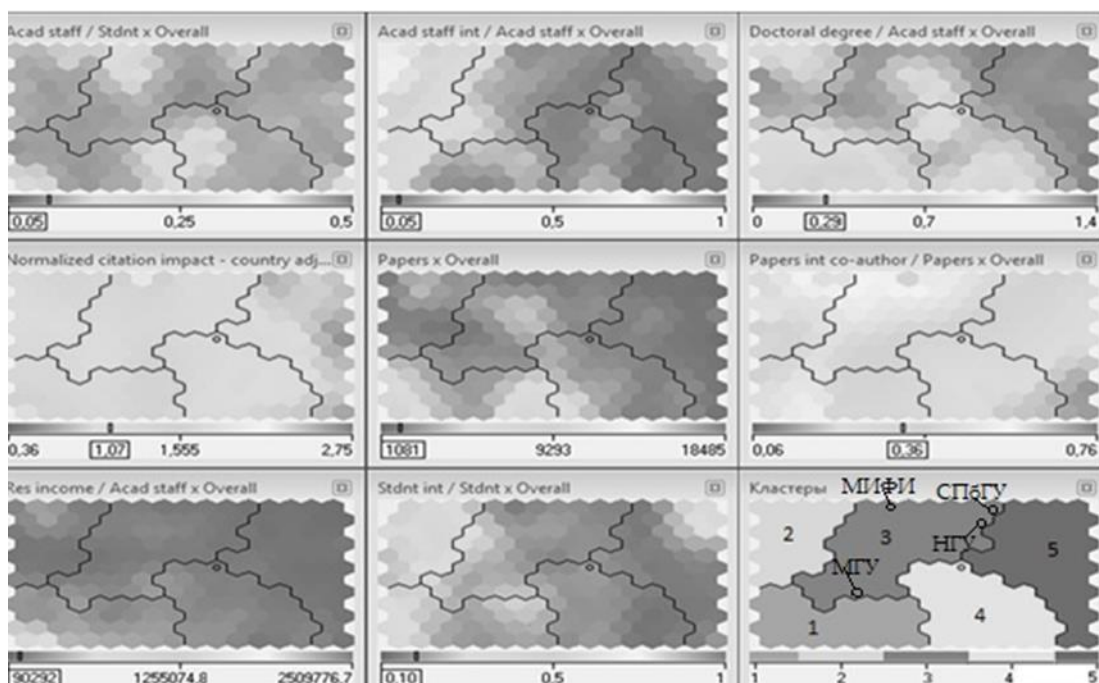 Acad staff / Stdnt x Overall
0,05 0,25 0,5
Acad staff int / Acad staff x Overall
0,05 0,5 1
Doctoral degree / Acad staff x Overall
0 0,29 0,7 1,4
Normalized citation impact - country adj...
0,36 1,07 1,555 2,75
Papers x Overall
1081 9293 18485
Papers int co-author / Papers x Overall
0,06 0,36 0,76
Res income / Acad staff x Overall
90292 1255074,8 2509776,7
Stdnt int / Stdnt x Overall
0,10 0,5 1
Кластеры
МИФИ
СПбГУ
2
3
НГУ
5
МГУ
1
4
1 2 3 4 5